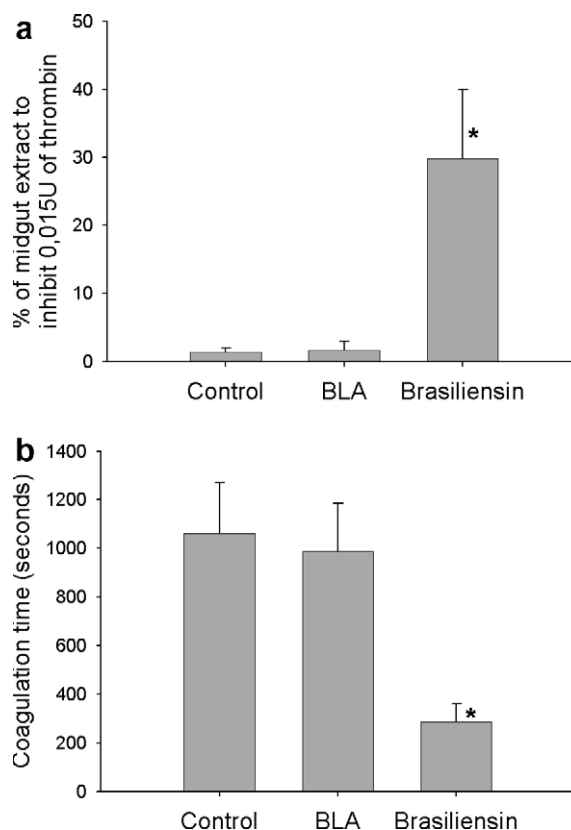 a
% of midgut extract to
inhibit 0,015U of thrombin
50
40
30
20
10
0
*
Control BLA Brasiliensin
b
Coagulation time (seconds)
1400
1200
1000
800
600
400
200
0
*
Control BLA Brasiliensin